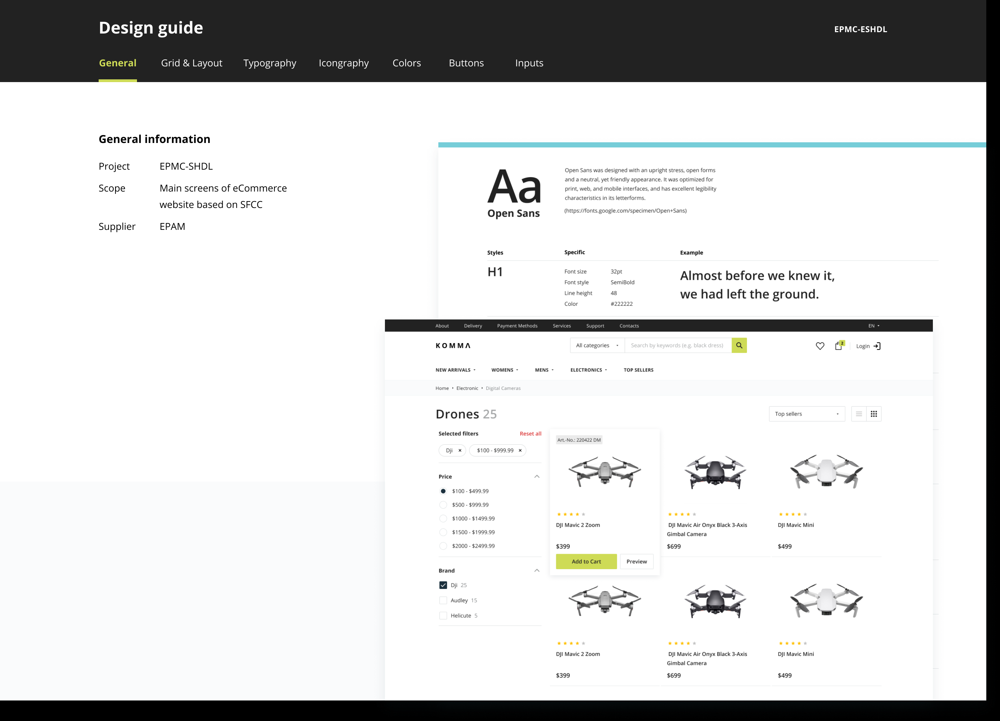 Design guide
EPMC-ESHDL
General Grid & Layout Typography Icongraphy Colors Buttons Inputs
General information
Project EPMC-SHDL
Scope Main screens of eCommerce
website based on SFCC
Supplier EPAM
Aa
Open Sans
Open Sans was designed with an upright stress, open forms
and a neutral, yet friendly appearance. It was optimized for
print, web, and mobile interfaces, and has excellent legibility
characteristics in its letterforms.
(https://fonts.google.com/specimen/Open+Sans)
Styles Specific Example
H1
Font size 32pt
Font style SemiBold
Line height 48
Color #222222
Almost before we knew it,
we had left the ground.
About Delivery Payment Methods Services Support Contacts EN
KOMMΛ
All categories Search by keywords (e.g. black dress)
2
Login
NEW ARRIVALS WOMENS MENS ELECTRONICS TOP SELLERS
Home Electronic Digital Cameras
Drones 25
Top sellers
Selected filters Reset all
Dji × $100 - $999.99 ×
Price
$100 - $499.99
$500 - $999.99
$1000 - $1499.99
$1500 - $1999.99
$2000 - $2499.99
Brand
Dji 25
Audley 15
Helicute 5
Art.-No.: 220422 DM
DJI Mavic 2 Zoom
$399
Add to Cart Preview
DJI Mavic Air Onyx Black 3-Axis
Gimbal Camera
$699
DJI Mavic Mini
$499
DJI Mavic 2 Zoom
$399
DJI Mavic Air Onyx Black 3-Axis
Gimbal Camera
$699
DJI Mavic Mini
$499